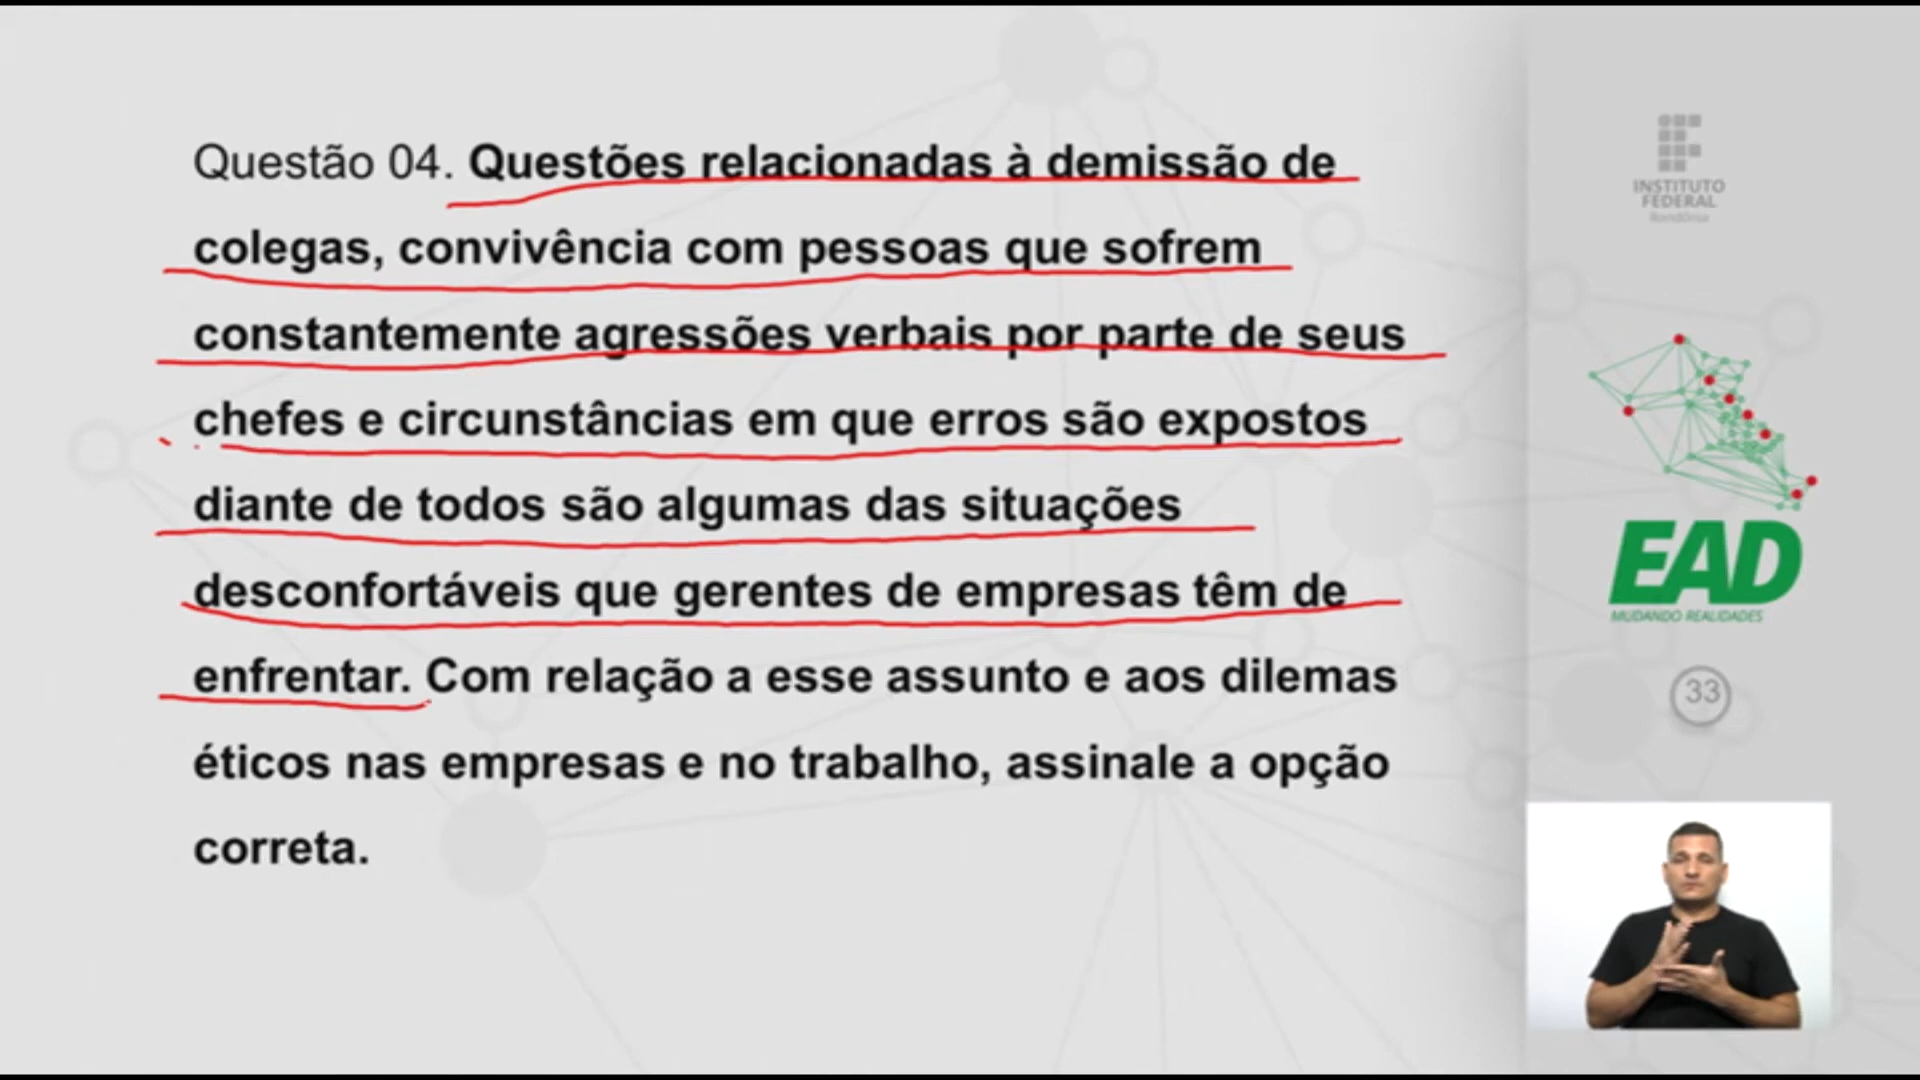 Questão 04. Questões relacionadas à demissão de
colegas, convivência com pessoas que sofrem
constantemente agressões verbais por parte de seus
chefes e circunstâncias em que erros são expostos
diante de todos são algumas das situações
desconfortáveis que gerentes de empresas têm de
enfrentar. Com relação a esse assunto e aos dilemas
éticos nas empresas e no trabalho, assinale a opção
correta.
INSTITUTO
FEDERAL
Rondônia
EAD
MUDANDO REALIDADES
33